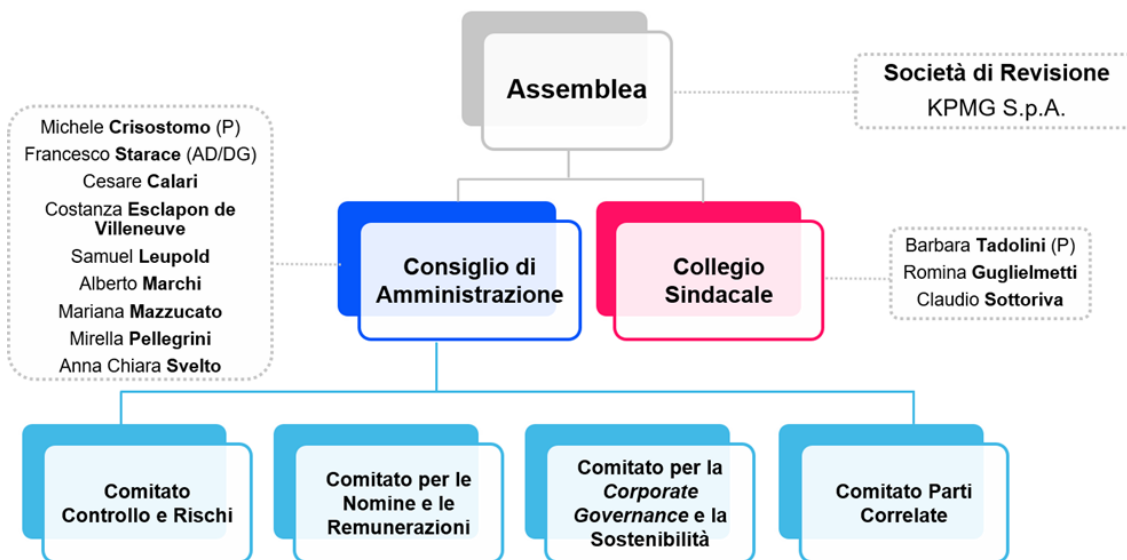 Assemblea
Società di Revisione
KPMG S.p.A.
Michele Crisostomo (P)
Francesco Starace (AD/DG)
Cesare Calari
Costanza Esclapon de
Villeneuve
Samuel Leupold
Alberto Marchi
Mariana Mazzucato
Mirella Pellegrini
Anna Chiara Svelto
Consiglio di
Amministrazione
Collegio
Sindacale
Barbara Tadolini (P)
Romina Guglielmetti
Claudio Sottoriva
Comitato
Controllo e Rischi
Comitato per le
Nomine e le
Remunerazioni
Comitato per la
Corporate
Governance e la
Sostenibilità
Comitato Parti
Correlate